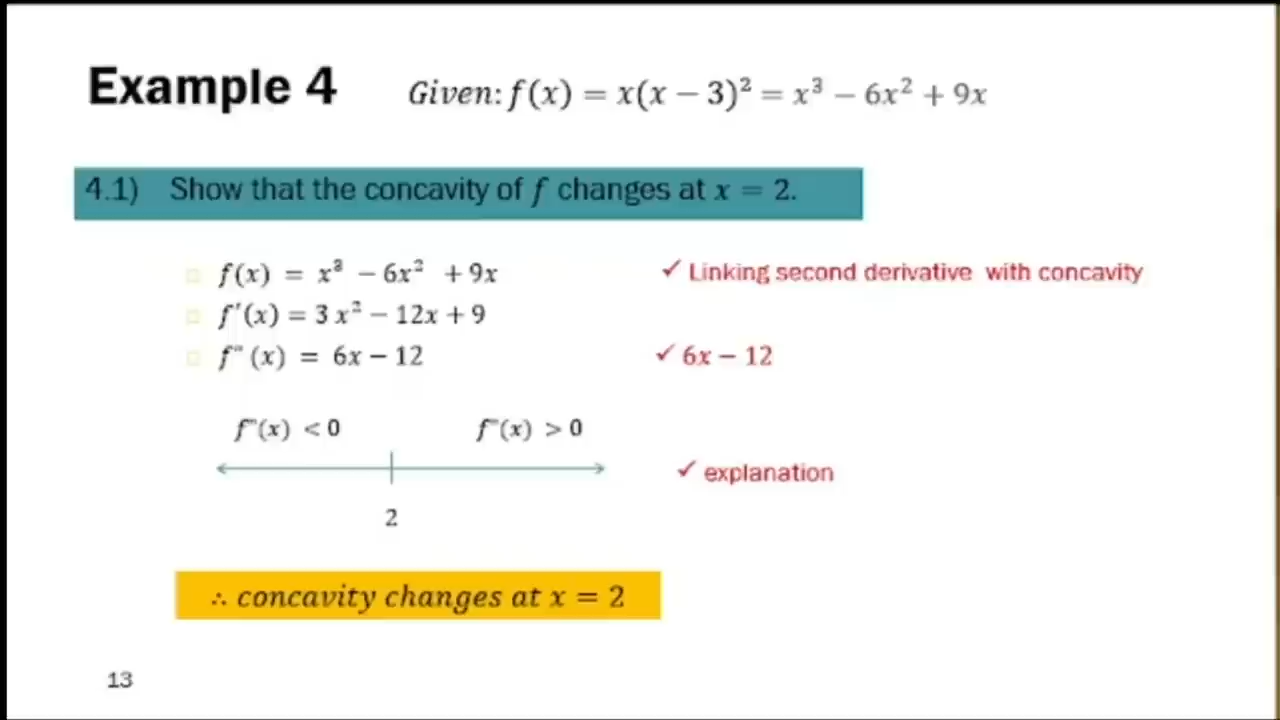 Example 4 Given: f(x) = x(x − 3)² = x³ − 6x² + 9x
4.1) Show that the concavity of f changes at x = 2.
f(x) = x³ − 6x² + 9x ✓ Linking second derivative with concavity
f′(x) = 3x² − 12x + 9
f″(x) = 6x − 12 ✓ 6x − 12
f″(x) < 0 f″(x) > 0
✓ explanation
2
∴ concavity changes at x = 2
13